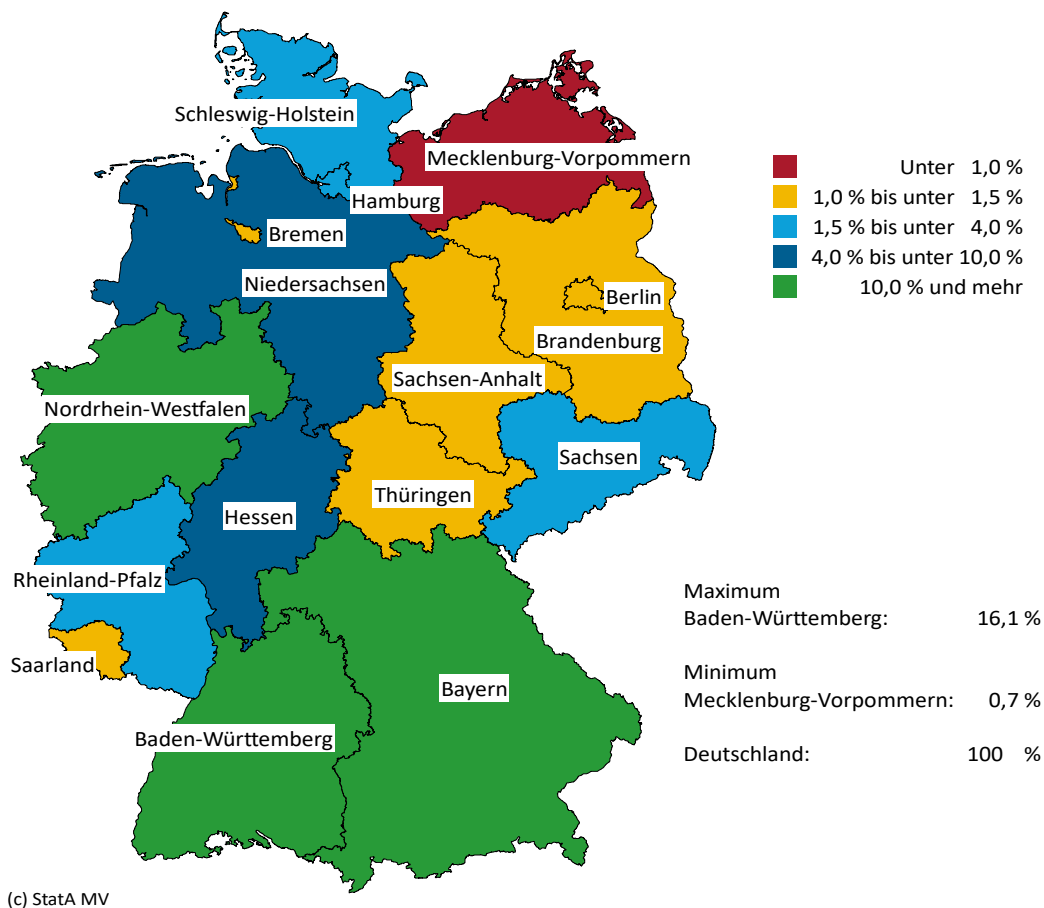 Schleswig-Holstein
Mecklenburg-Vorpommern
Hamburg
Bremen
Niedersachsen
Berlin
Brandenburg
Sachsen-Anhalt
Nordrhein-Westfalen
Sachsen
Thüringen
Hessen
Rheinland-Pfalz
Saarland
Bayern
Baden-Württemberg
Unter 1,0 %
1,0 % bis unter 1,5 %
1,5 % bis unter 4,0 %
4,0 % bis unter 10,0 %
10,0 % und mehr
Maximum
Baden-Württemberg: 16,1 %
Minimum
Mecklenburg-Vorpommern: 0,7 %
Deutschland: 100 %
(c) StatA MV